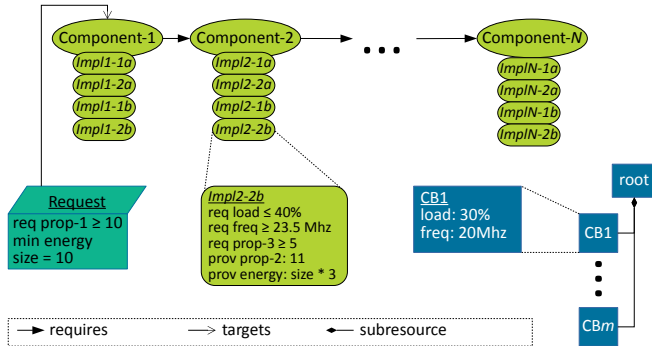 Component-1
Component-2
Component-N
Impl1-1a
Impl1-2a
Impl1-1b
Impl1-2b
Impl2-1a
Impl2-2a
Impl2-1b
Impl2-2b
ImplN-1a
ImplN-2a
ImplN-1b
ImplN-2b
Request
req prop-1 ≥ 10
min energy
size = 10
Impl2-2b
req load ≤ 40%
req freq ≥ 23.5 Mhz
req prop-3 ≥ 5
prov prop-2: 11
prov energy: size * 3
CB1
load: 30%
freq: 20Mhz
root
CB1
CBm
requires
targets
subresource